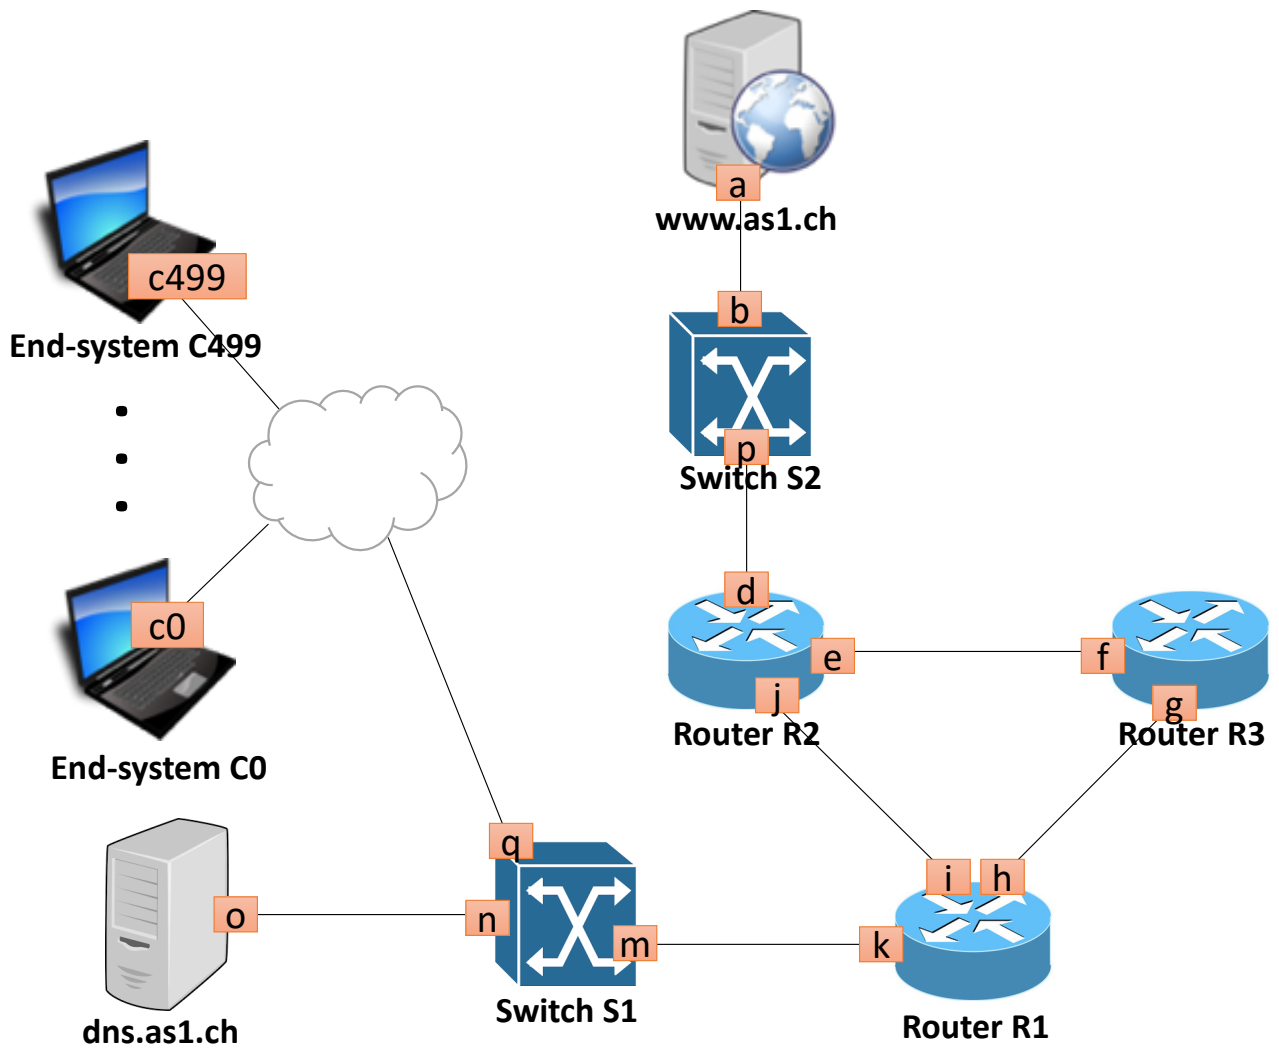 a
www.as1.ch
c499
End-system C499
b
p
Switch S2
c0
End-system C0
d
e
f
j
g
Router R2
Router R3
q
i
h
o
n
m
k
Switch S1
dns.as1.ch
Router R1